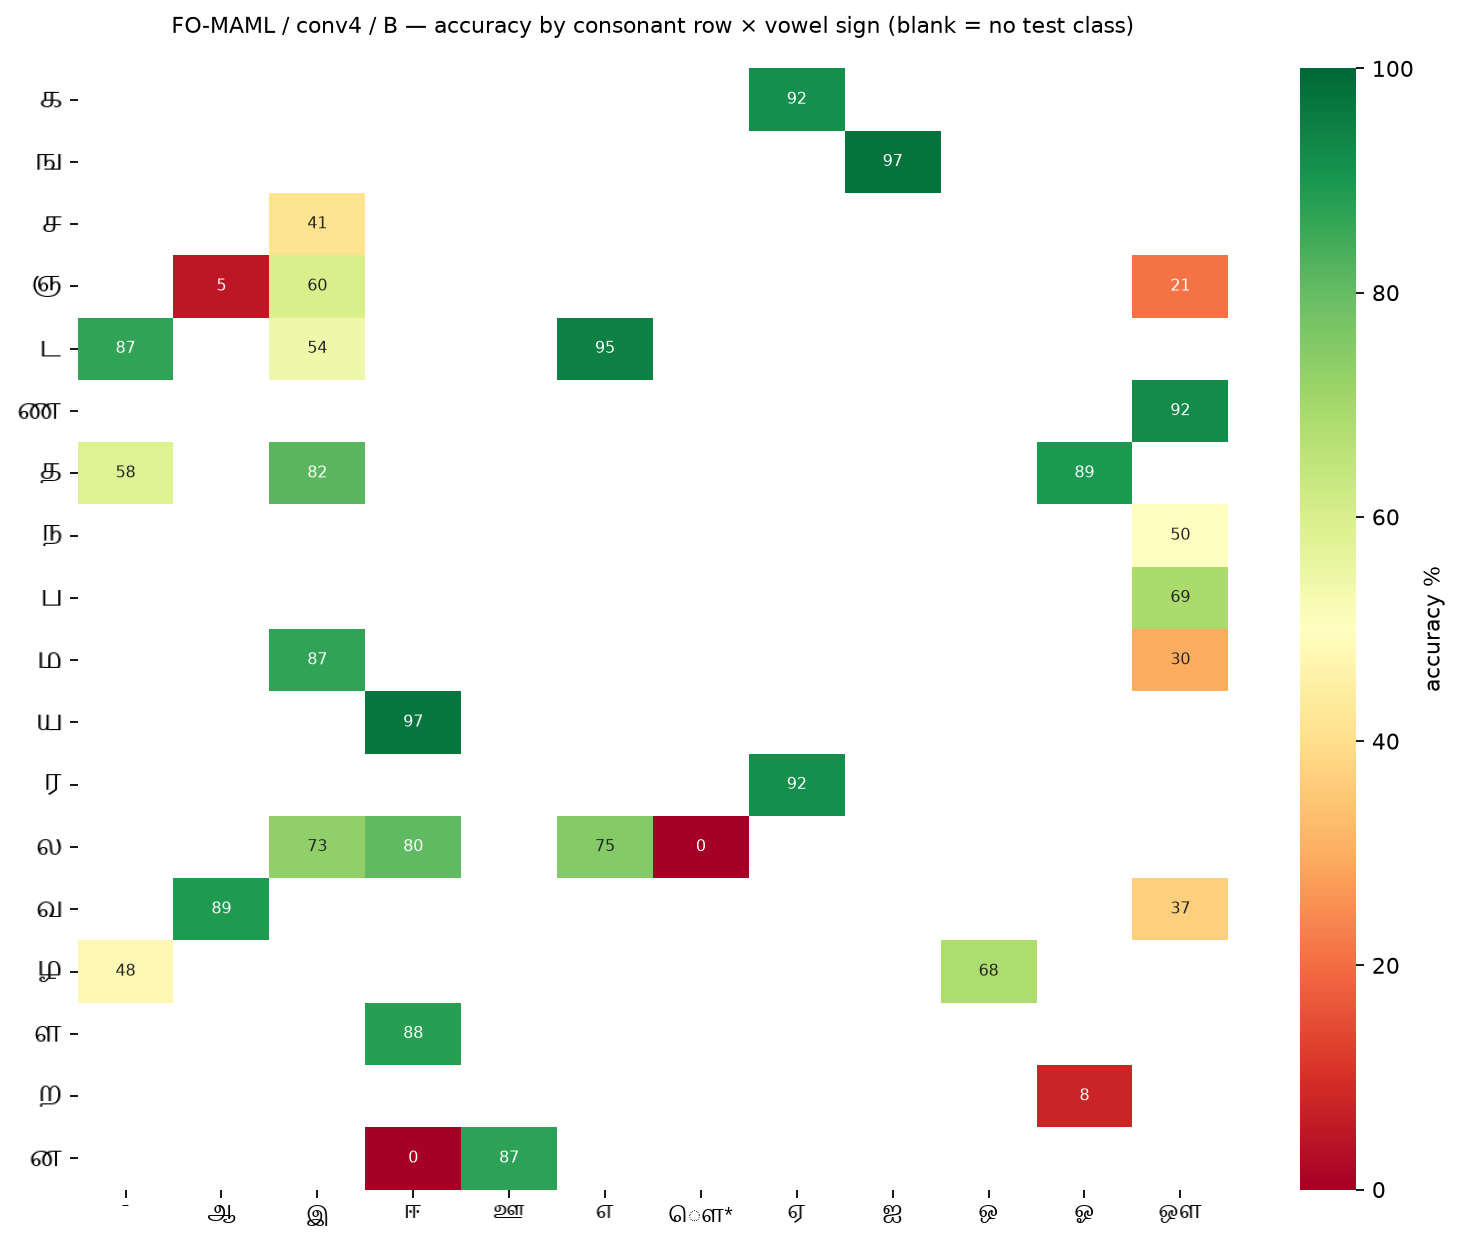 FO-MAML / conv4 / B — accuracy by consonant row × vowel sign (blank = no test class)
க 92
ங 97
ச 41
ஞ 5 60 21
ட 87 54 95
ண 92
த 58 82 89
ந 50
ப 69
ம 87 30
ய 97
ர 92
ல 73 80 75 0
வ 89 37
ழ 48 68
ள 88
ற 8
ன 0 87
- ஆ இ ஈ ஊ எ ௌ* ஏ ஐ ஒ ஓ ஔ
100
80
60
40
20
0
accuracy %